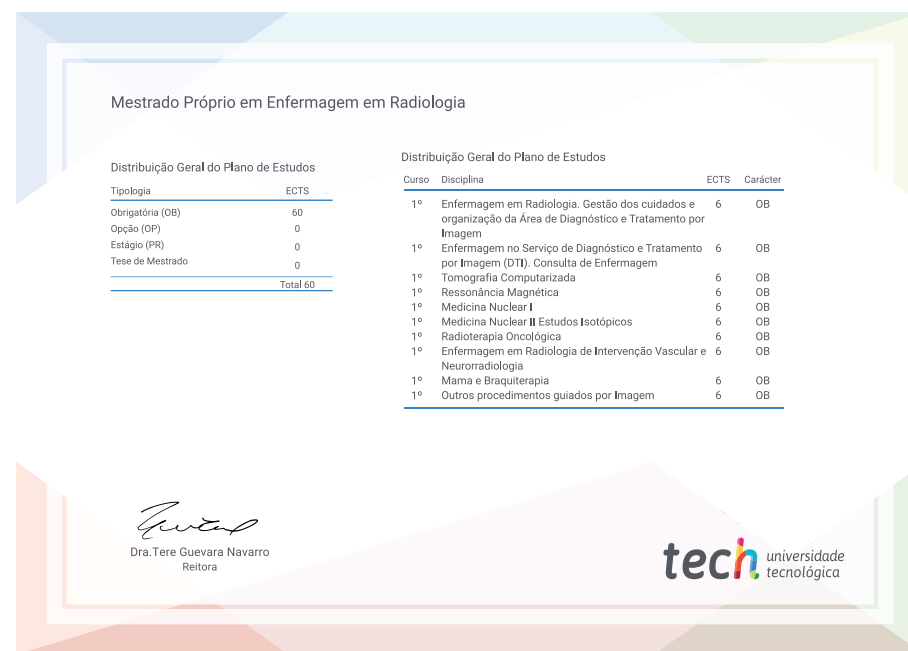 Mestrado Próprio em Enfermagem em Radiologia
Distribuição Geral do Plano de Estudos
Tipologia ECTS
Obrigatória (OB) 60
Opção (OP) 0
Estágio (PR) 0
Tese de Mestrado 0
Total 60
Distribuição Geral do Plano de Estudos
Curso Disciplina ECTS Carácter
1º Enfermagem em Radiologia. Gestão dos cuidados e 6 OB
organização da Área de Diagnóstico e Tratamento por
Imagem
1º Enfermagem no Serviço de Diagnóstico e Tratamento 6 OB
por Imagem (DTI). Consulta de Enfermagem
1º Tomografia Computarizada 6 OB
1º Ressonância Magnética 6 OB
1º Medicina Nuclear I 6 OB
1º Medicina Nuclear II Estudos Isotópicos 6 OB
1º Radioterapia Oncológica 6 OB
1º Enfermagem em Radiologia de Intervenção Vascular e 6 OB
Neurorradiologia
1º Mama e Braquiterapia 6 OB
1º Outros procedimentos guiados por Imagem 6 OB
Dra.Tere Guevara Navarro
Reitora
tech universidade
tecnológica